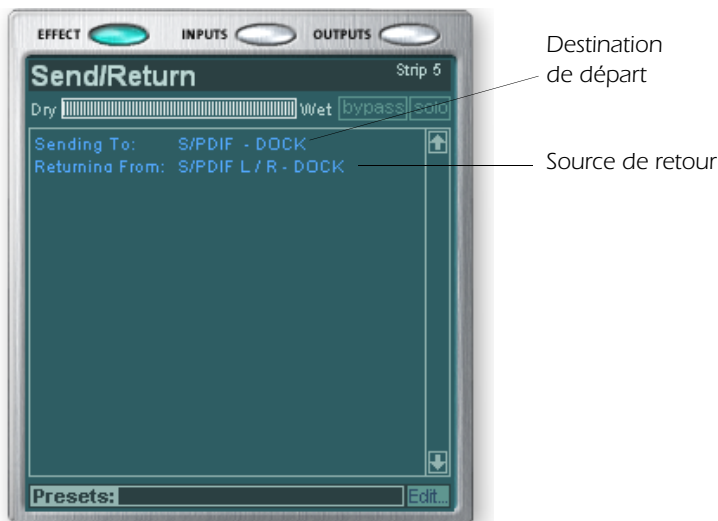 EFFECT INPUTS OUTPUTS
Send/Return Strip 5
Dry Wet bypass solo
Sending To: S/PDIF - DOCK
Returning From: S/PDIF L / R - DOCK
Presets: Edit...
Destination
de départ
Source de retour